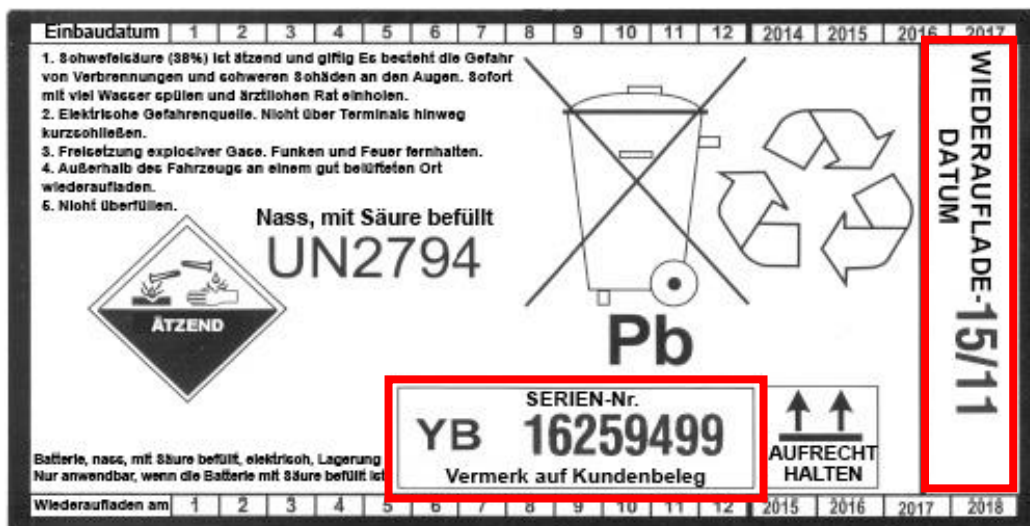 Einbaudatum 1 2 3 4 5 6 7 8 9 10 11 12 2014 2015 2016 2017
1. Schwefelsäure (38%) ist ätzend und giftig Es besteht die Gefahr
von Verbrennungen und schweren Schäden an den Augen. Sofort
mit viel Wasser spülen und ärztlichen Rat einholen.
2. Elektrische Gefahrenquelle. Nicht über Terminals hinweg
kurzschließen.
3. Freisetzung explosiver Gase. Funken und Feuer fernhalten.
4. Außerhalb des Fahrzeugs an einem gut belüfteten Ort
wiederaufladen.
5. Nicht überfüllen.
Nass, mit Säure befüllt
UN2794
ÄTZEND
Pb
WIEDERAUFLADE-15/11
DATUM
SERIEN-Nr.
YB 16259499
Vermerk auf Kundenbeleg
AUFRECHT
HALTEN
Batterie, nass, mit Säure befüllt, elektrisch, Lagerung
Nur anwendbar, wenn die Batterie mit Säure befüllt ist
Wiederaufladen am 1 2 3 4 5 6 7 8 9 10 11 12 2015 2016 2017 2018